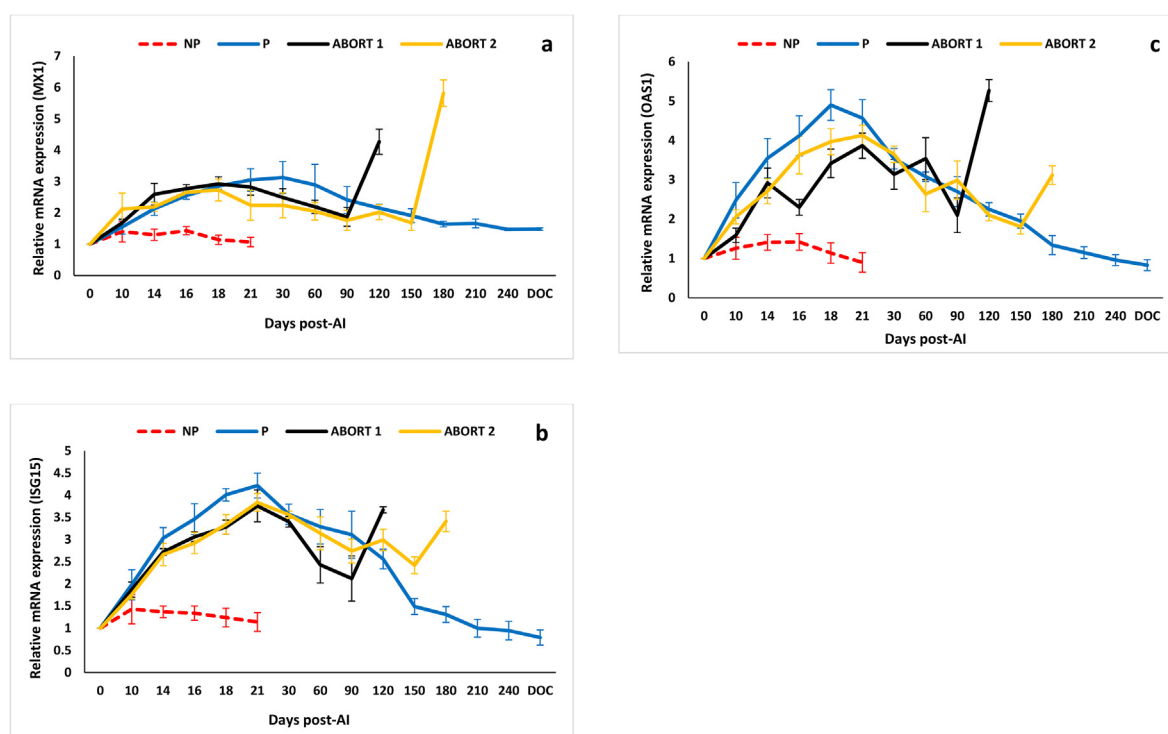 NP P ABORT 1 ABORT 2 a
Relative mRNA expression (MX1)
7
6
5
4
3
2
1
0
0 10 14 16 18 21 30 60 90 120 150 180 210 240 DOC
Days post-AI
NP P ABORT 1 ABORT 2 c
Relative mRNA expression (OAS1)
6
5
4
3
2
1
0
0 10 14 16 18 21 30 60 90 120 150 180 210 240 DOC
Days post-AI
NP P ABORT 1 ABORT 2 b
Relative mRNA expression (ISG15)
5
4.5
4
3.5
3
2.5
2
1.5
1
0.5
0
0 10 14 16 18 21 30 60 90 120 150 180 210 240 DOC
Days post-AI